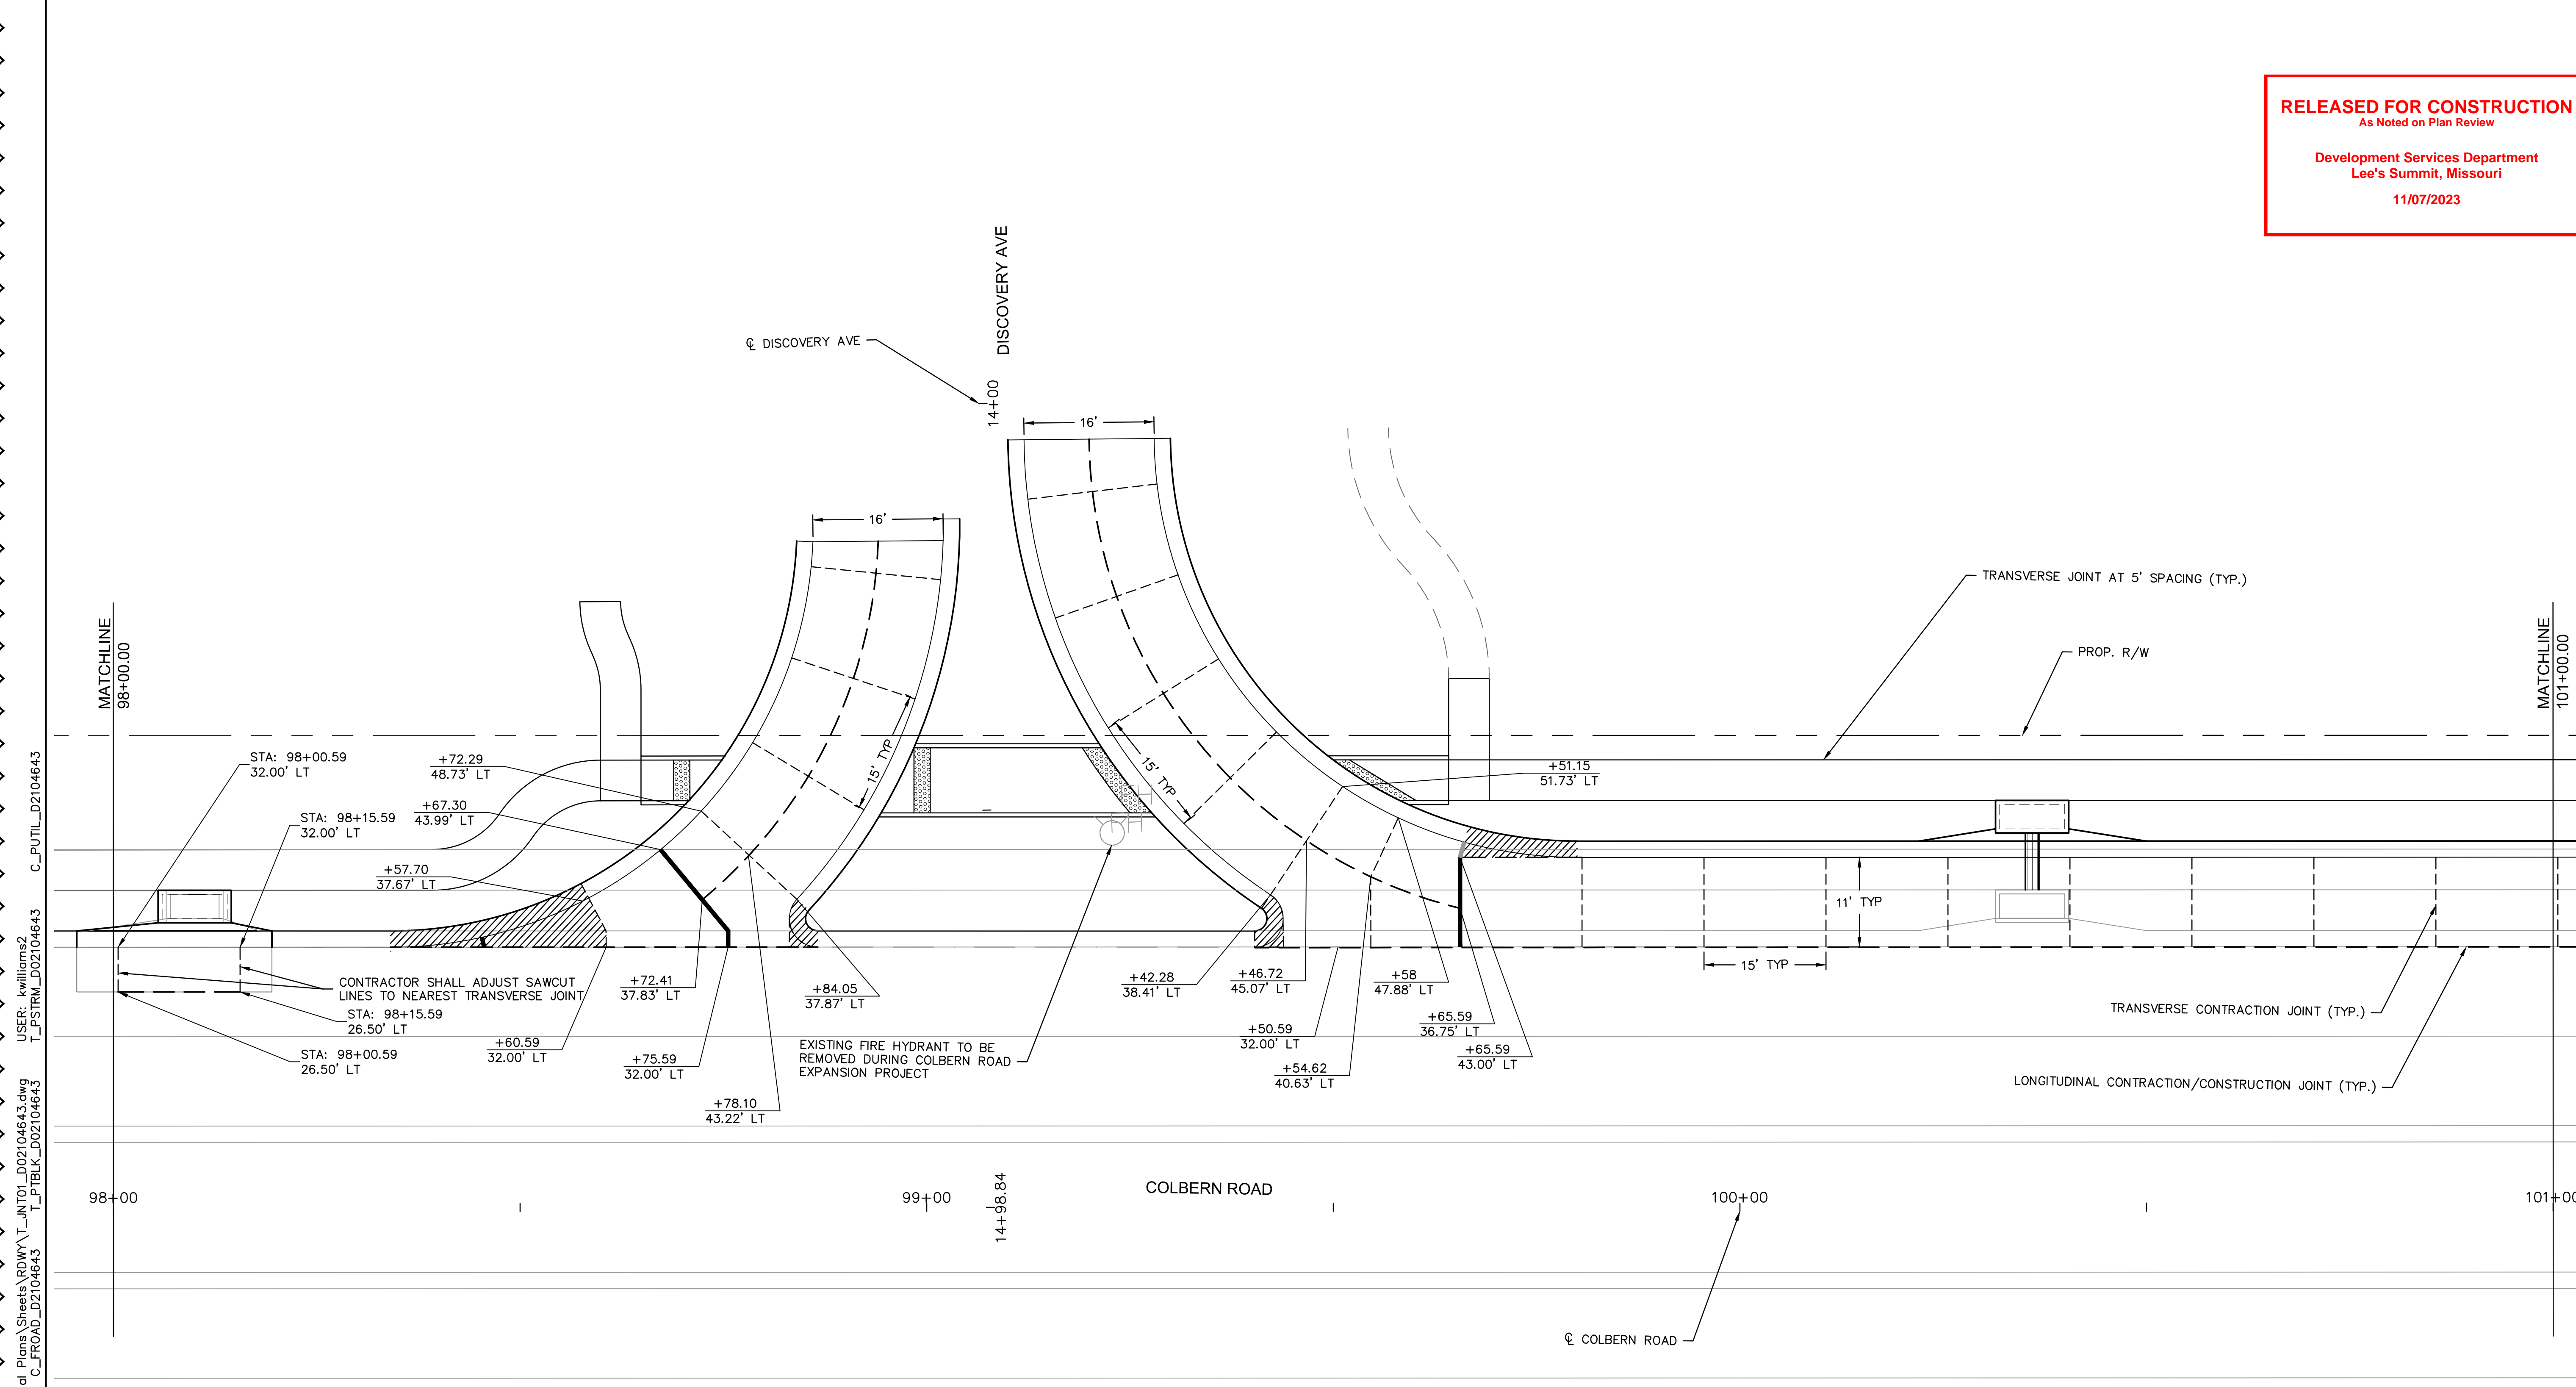 RELEASED FOR CONSTRUCTION
As Noted on Plan Review
Development Services Department
Lee's Summit, Missouri
11/07/2023
DISCOVERY AVE
℄ DISCOVERY AVE
14+00
16'
16'
TRANSVERSE JOINT AT 5' SPACING (TYP.)
PROP. R/W
MATCHLINE
98+00.00
MATCHLINE
101+00.00
STA: 98+00.59
32.00' LT
+72.29
48.73' LT
15' TYP
15' TYP
+51.15
51.73' LT
STA: 98+15.59
32.00' LT
+67.30
43.99' LT
+57.70
37.67' LT
11' TYP
15' TYP
CONTRACTOR SHALL ADJUST SAWCUT
LINES TO NEAREST TRANSVERSE JOINT
STA: 98+15.59
26.50' LT
STA: 98+00.59
26.50' LT
+72.41
37.83' LT
+84.05
37.87' LT
+42.28
38.41' LT
+46.72
45.07' LT
+58
47.88' LT
+65.59
36.75' LT
+65.59
43.00' LT
+60.59
32.00' LT
+75.59
32.00' LT
+50.59
32.00' LT
+54.62
40.63' LT
+78.10
43.22' LT
EXISTING FIRE HYDRANT TO BE
REMOVED DURING COLBERN ROAD
EXPANSION PROJECT
TRANSVERSE CONTRACTION JOINT (TYP.)
LONGITUDINAL CONTRACTION/CONSTRUCTION JOINT (TYP.)
98+00
99+00
14+98.84
COLBERN ROAD
100+00
101+00
℄ COLBERN ROAD
C_PUTIL_D2104643
USER: kwilliams2
T_PSTRM_D02104643
al Plans\Sheets\RDWY\T_JNT01_D02104643.dwg
T_PTBLK_D02104643
C_FROAD_D2104643